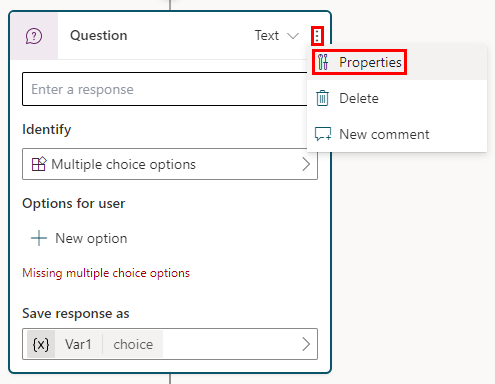 Question Text
Properties
Enter a response
Delete
Identify
New comment
Multiple choice options
Options for user
New option
Missing multiple choice options
Save response as
{x} Var1 choice